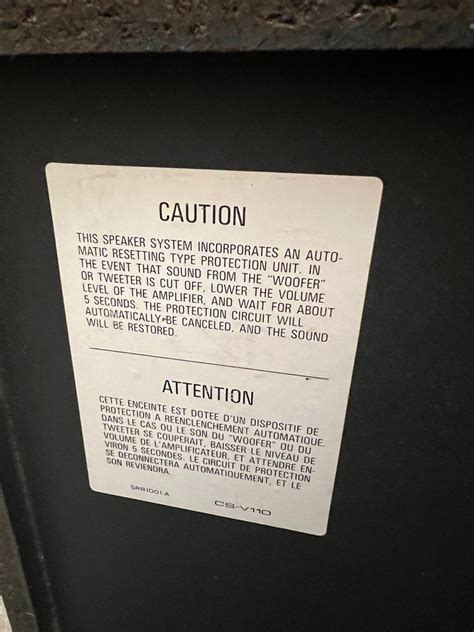 CAUTION
THIS SPEAKER SYSTEM INCORPORATES AN AUTO-
MATIC RESETTING TYPE PROTECTION UNIT. IN
THE EVENT THAT SOUND FROM THE "WOOFER"
OR TWEETER IS CUT OFF, LOWER THE VOLUME
LEVEL OF THE AMPLIFIER, AND WAIT FOR ABOUT
5 SECONDS. THE PROTECTION CIRCUIT WILL
AUTOMATICALLY BE CANCELED, AND THE SOUND
WILL BE RESTORED.
ATTENTION
CETTE ENCEINTE EST DOTEE D'UN DISPOSITIF DE
PROTECTION A REENCLENCHEMENT AUTOMATIQUE.
DANS LE CAS OU LE SON DU "WOOFER" OU DU
TWEETER SE COUPERAIT, BAISSER LE NIVEAU DE
VOLUME DE L'AMPLIFICATEUR, ET ATTENDRE EN-
VIRON 5 SECONDES. LE CIRCUIT DE PROTECTION
SE DECONNECTERA AUTOMATIQUEMENT, ET LE
SON REVIENDRA.
SRR1001-A
CS-V110